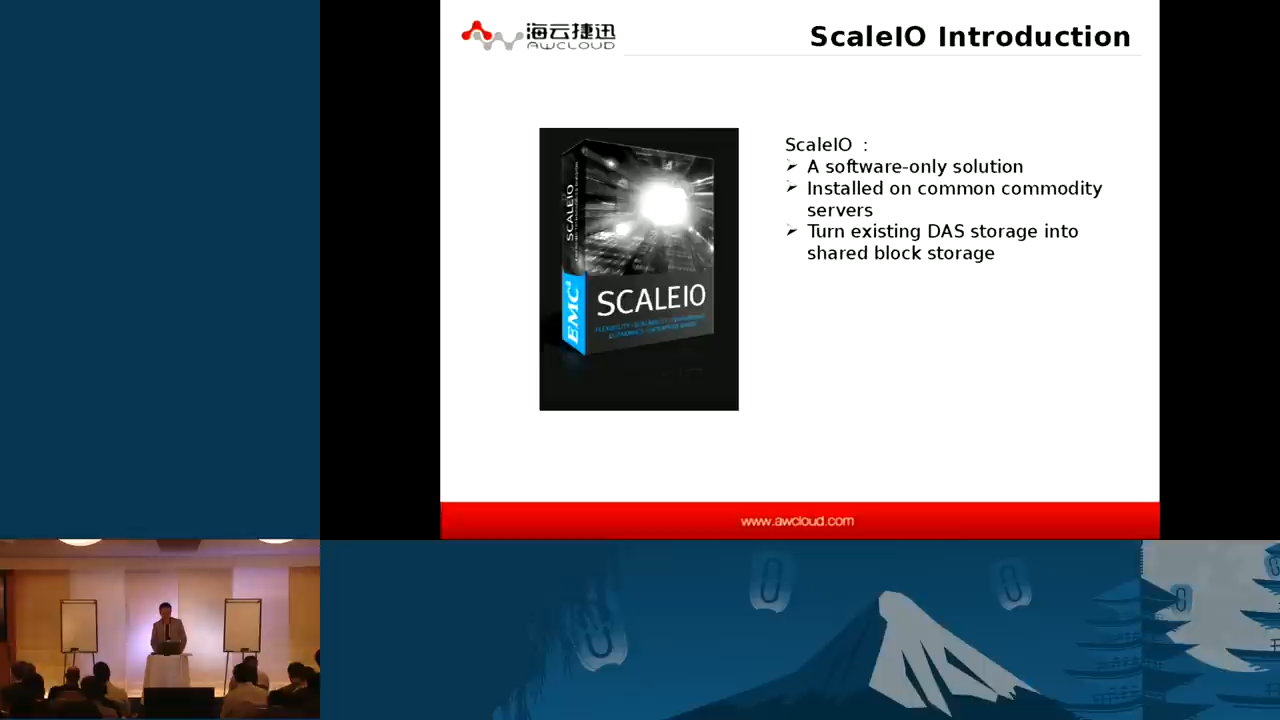 海云捷迅
AWCLOUD
ScaleIO Introduction
ScaleIO :
➢ A software-only solution
➢ Installed on common commodity
servers
➢ Turn existing DAS storage into
shared block storage
SCALEIO
EMC²
SCALEIO
www.awcloud.com